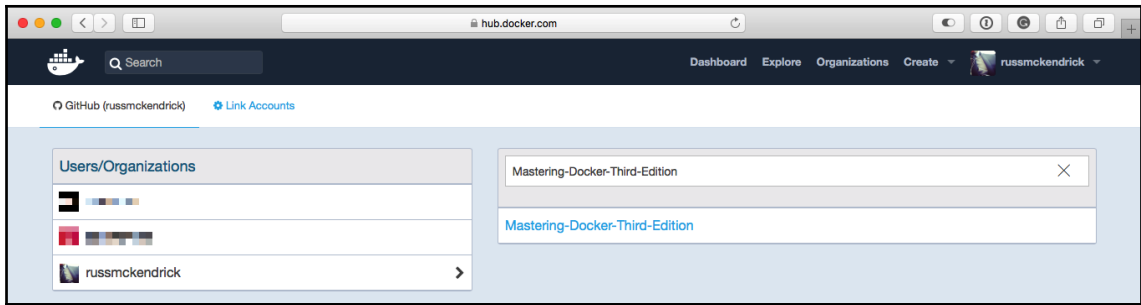 hub.docker.com
Search
Dashboard Explore Organizations Create russmckendrick
GitHub (russmckendrick) Link Accounts
Users/Organizations
russmckendrick
Mastering-Docker-Third-Edition
Mastering-Docker-Third-Edition